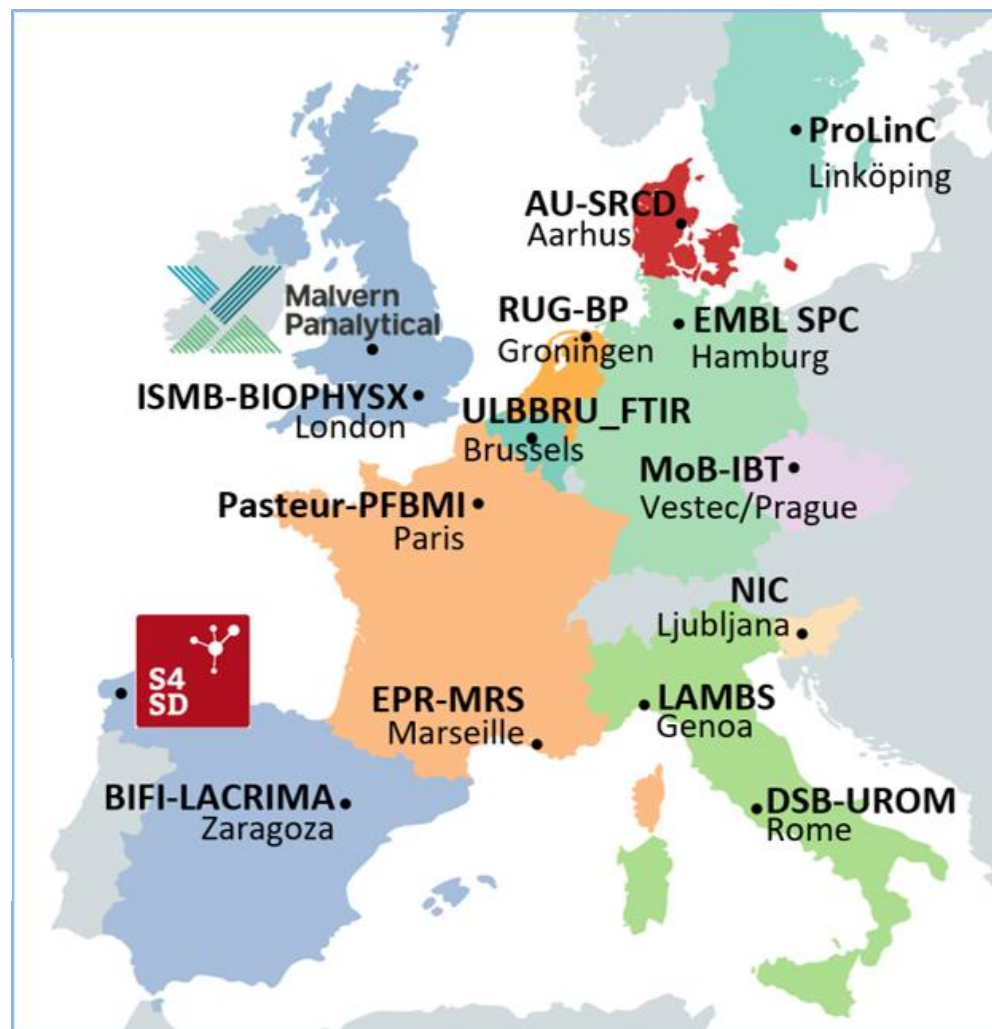 ProLinC
Linköping
AU-SRCD
Aarhus
Malvern
Panalytical
RUG-BP
Groningen
EMBL SPC
Hamburg
ISMB-BIOPHYSX
London
ULBBRU_FTIR
Brussels
MoB-IBT
Vestec/Prague
Pasteur-PFBMI
Paris
NIC
Ljubljana
S4
SD
EPR-MRS
Marseille
LAMBS
Genoa
BIFI-LACRIMA
Zaragoza
DSB-UROM
Rome